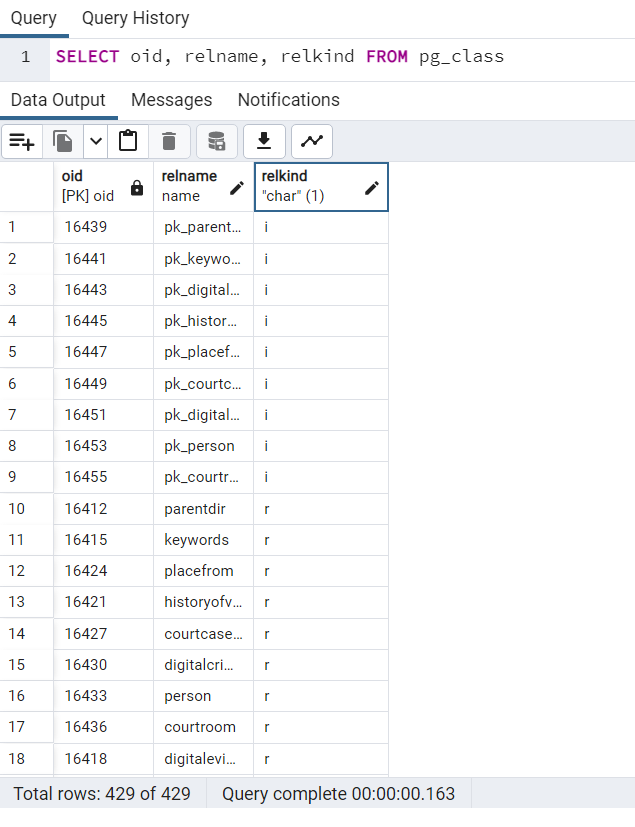 Query Query History
1 SELECT oid, relname, relkind FROM pg_class
Data Output Messages Notifications
oid relname relkind
[PK] oid name "char" (1)
1 16439 pk_parent... i
2 16441 pk_keywo... i
3 16443 pk_digital... i
4 16445 pk_histor... i
5 16447 pk_placef... i
6 16449 pk_courtc... i
7 16451 pk_digital... i
8 16453 pk_person i
9 16455 pk_courtr... i
10 16412 parentdir r
11 16415 keywords r
12 16424 placefrom r
13 16421 historyofv... r
14 16427 courtcase... r
15 16430 digitalcri... r
16 16433 person r
17 16436 courtroom r
18 16418 digitalevi... r
Total rows: 429 of 429 Query complete 00:00:00.163